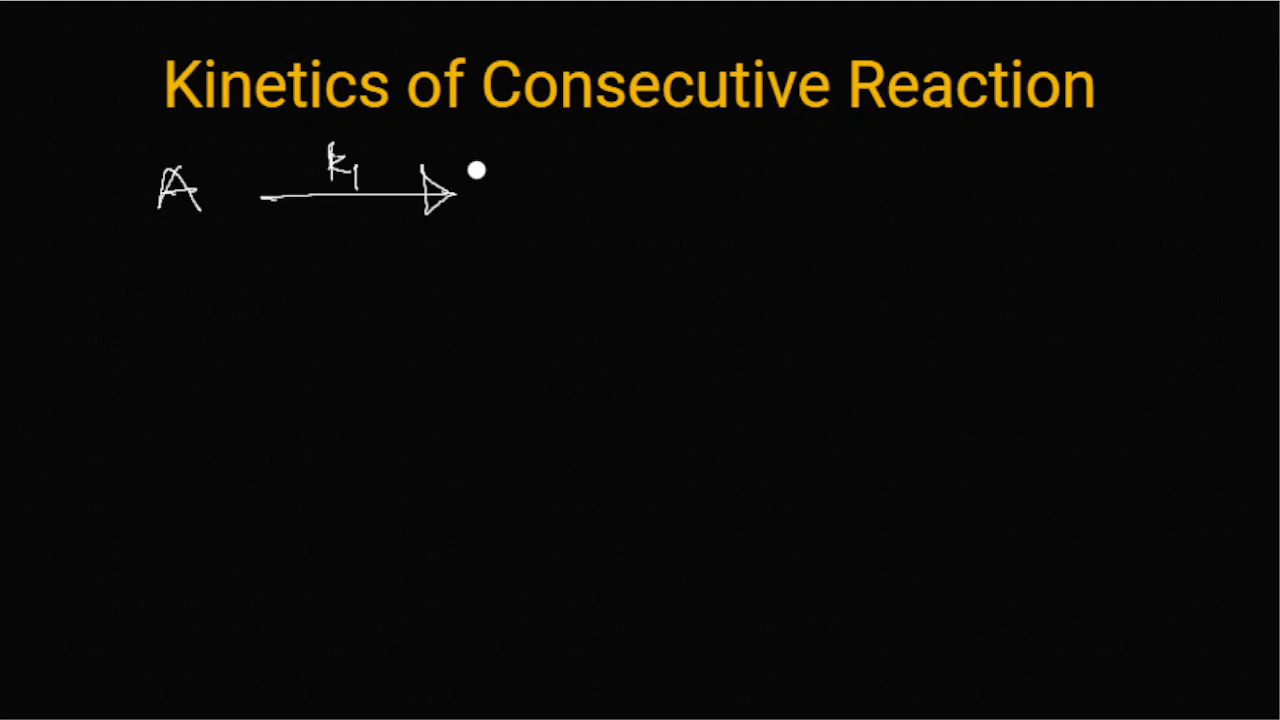 Kinetics of Consecutive Reaction
A k₁ →